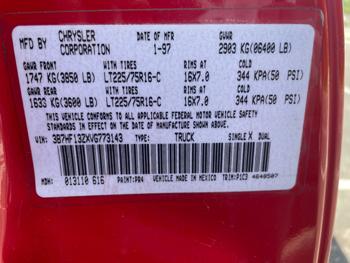 MFD BY CHRYSLER CORPORATION DATE OF MFR 1-97 GVWR 2903 KG(06400 LB)
GAWR FRONT WITH TIRES RIMS AT COLD
1747 KG(3850 LB) LT225/75R16-C 16X7.0 344 KPA(50 PSI)
GAWR REAR WITH TIRES RIMS AT COLD
1633 KG(3600 LB) LT225/75R16-C 16X7.0 344 KPA(50 PSI)
THIS VEHICLE CONFORMS TO ALL APPLICABLE FEDERAL MOTOR VEHICLE SAFETY
STANDARDS IN EFFECT ON THE DATE OF MANUFACTURE SHOWN ABOVE
VIN: 3B7HF13ZXVG773143 TYPE: TRUCK SINGLE X DUAL
MDH: 013110 616 PAINT:PR4 VEHICLE MADE IN MEXICO TRIM:P1C3 4648507